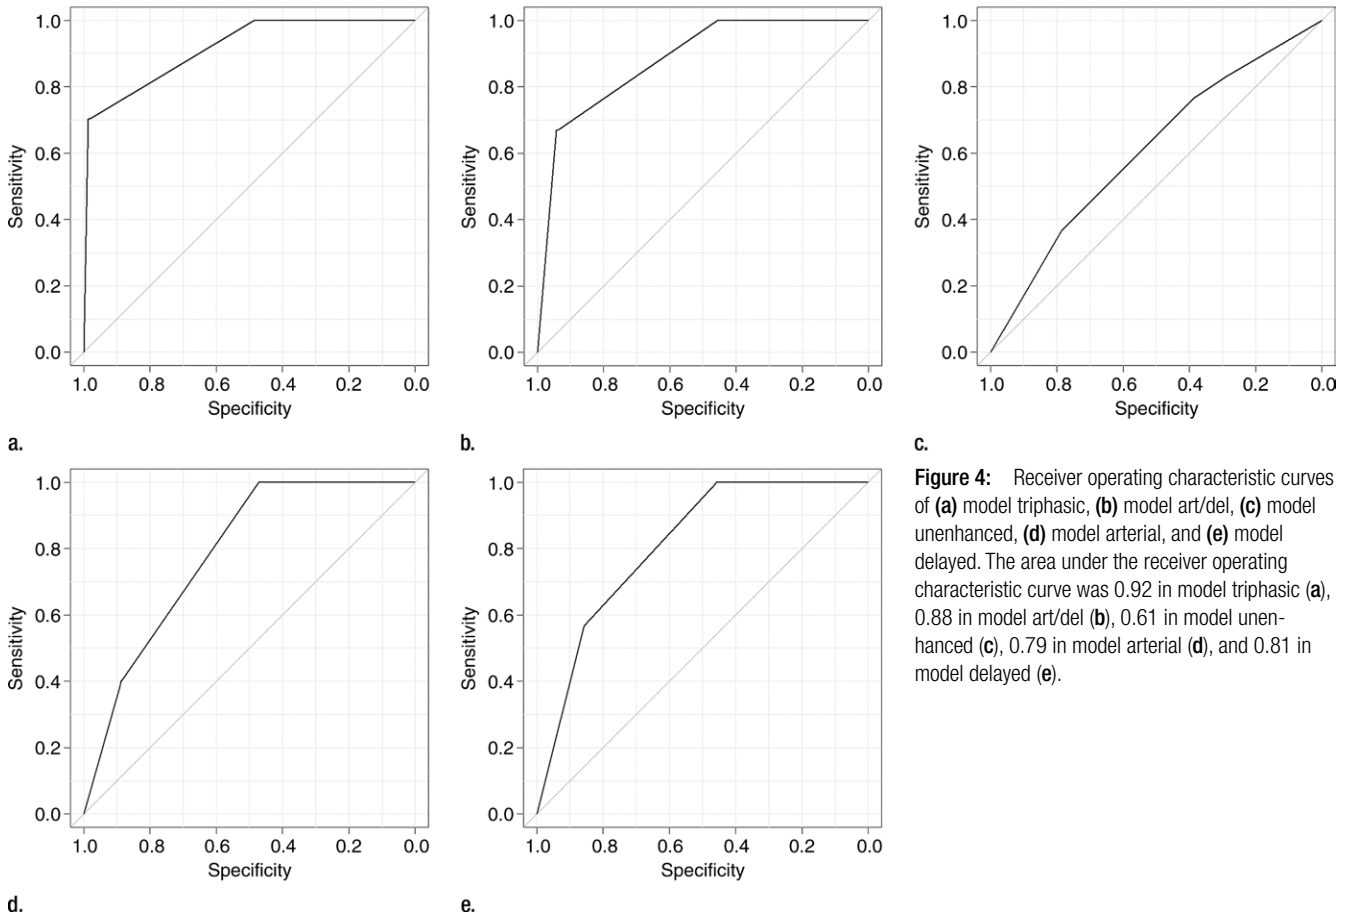 1.0
0.8
0.6
0.4
0.2
0.0
Sensitivity
1.0 0.8 0.6 0.4 0.2 0.0
Specificity
a.
1.0
0.8
0.6
0.4
0.2
0.0
Sensitivity
1.0 0.8 0.6 0.4 0.2 0.0
Specificity
b.
1.0
0.8
0.6
0.4
0.2
0.0
Sensitivity
1.0 0.8 0.6 0.4 0.2 0.0
Specificity
c.
1.0
0.8
0.6
0.4
0.2
0.0
Sensitivity
1.0 0.8 0.6 0.4 0.2 0.0
Specificity
d.
1.0
0.8
0.6
0.4
0.2
0.0
Sensitivity
1.0 0.8 0.6 0.4 0.2 0.0
Specificity
e.
Figure 4: Receiver operating characteristic curves
of (a) model triphasic, (b) model art/del, (c) model
unenhanced, (d) model arterial, and (e) model
delayed. The area under the receiver operating
characteristic curve was 0.92 in model triphasic (a),
0.88 in model art/del (b), 0.61 in model unen-
hanced (c), 0.79 in model arterial (d), and 0.81 in
model delayed (e).